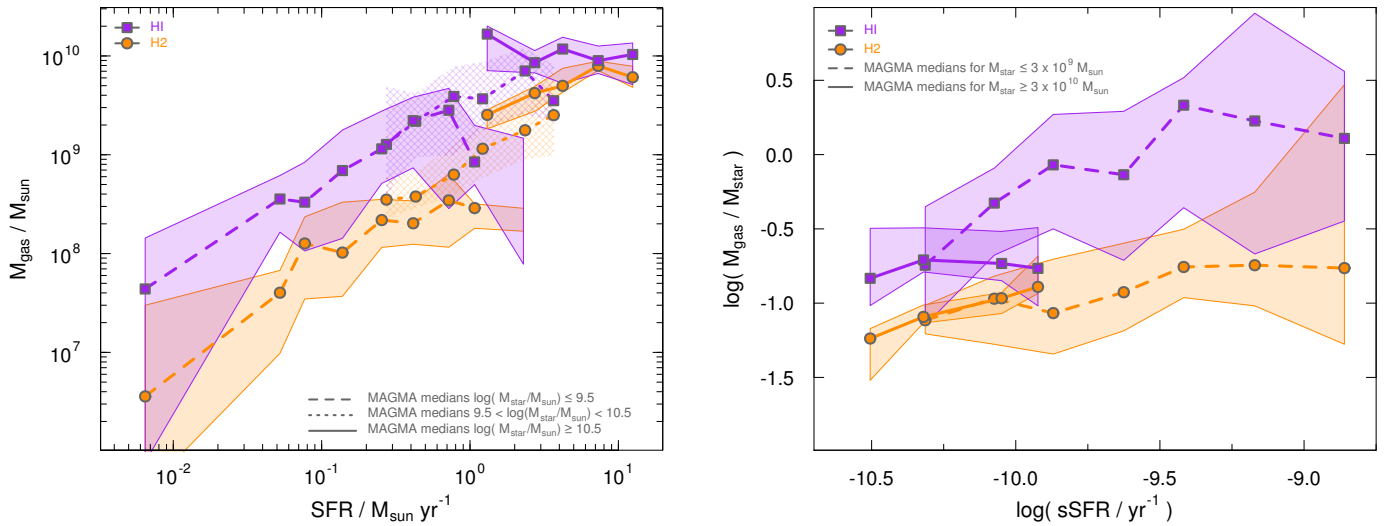 HI
H2
10^10
10^9
10^8
10^7
M_gas / M_sun
MAGMA medians log( M_star/M_sun) ≤ 9.5
MAGMA medians 9.5 < log(M_star/M_sun) < 10.5
MAGMA medians log( M_star/M_sun) ≥ 10.5
10^-2
10^-1
10^0
10^1
SFR / M_sun yr^-1
HI
H2
MAGMA medians for M_star ≤ 3 x 10^9 M_sun
MAGMA medians for M_star ≥ 3 x 10^10 M_sun
0.5
0.0
-0.5
-1.0
-1.5
log( M_gas / M_star)
-10.5
-10.0
-9.5
-9.0
log( sSFR / yr^-1 )